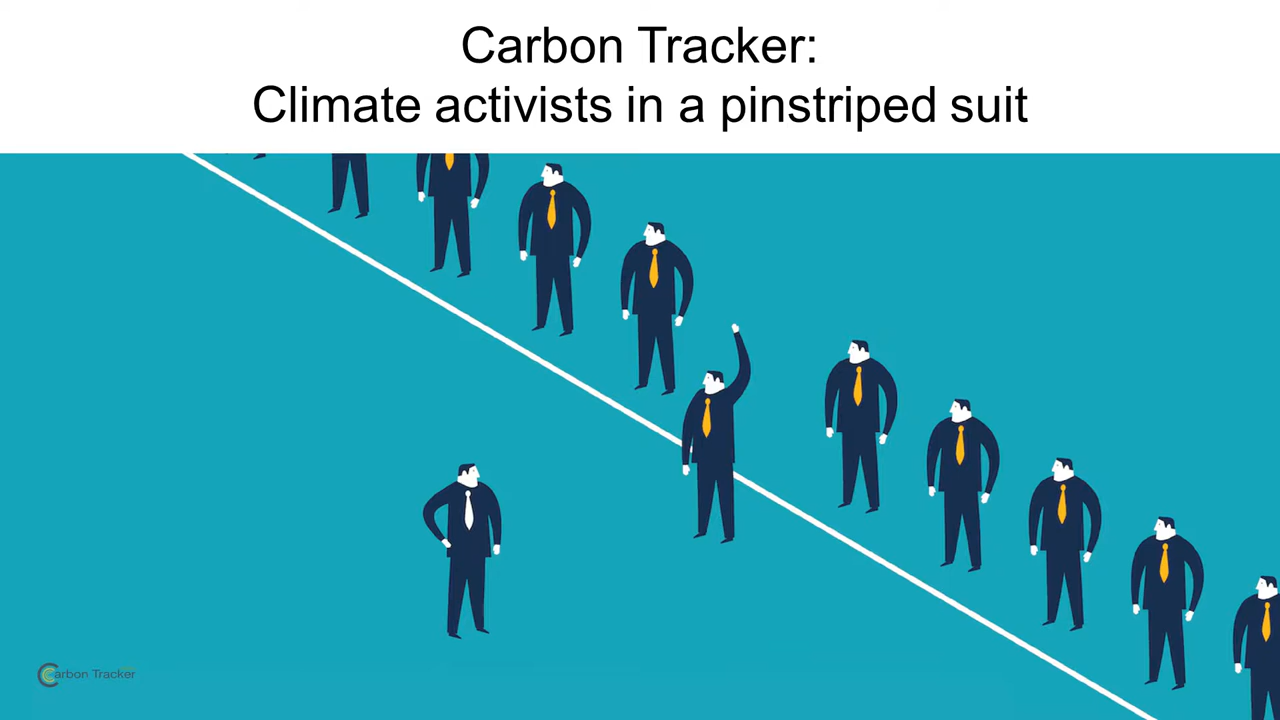 Carbon Tracker:
Climate activists in a pinstriped suit
Carbon Tracker